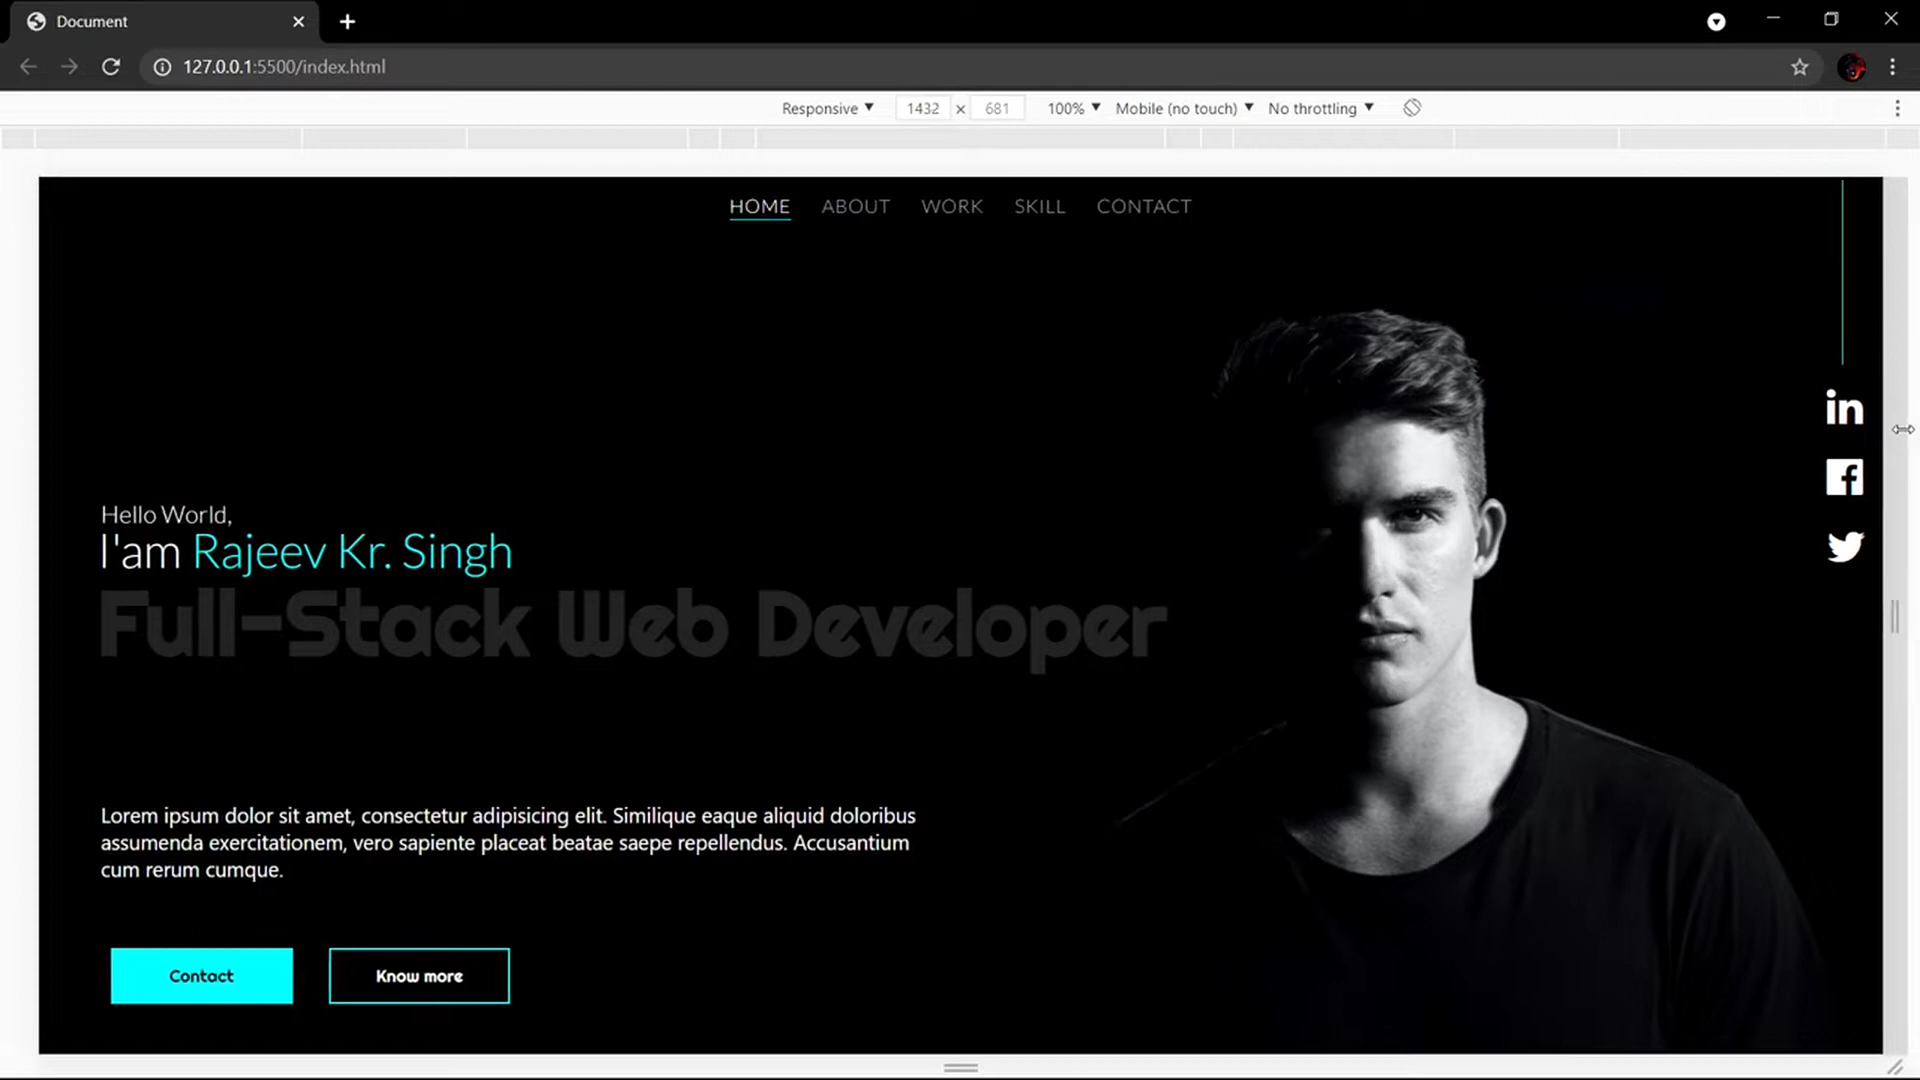 Document
127.0.0.1:5500/index.html
Responsive 1432 × 681 100% Mobile (no touch) No throttling
HOME ABOUT WORK SKILL CONTACT
in
f
Hello World,
I'am Rajeev Kr. Singh
Full-Stack Web Developer
Lorem ipsum dolor sit amet, consectetur adipisicing elit. Similique eaque aliquid doloribus
assumenda exercitationem, vero sapiente placeat beatae saepe repellendus. Accusantium
cum rerum cumque.
Contact Know more